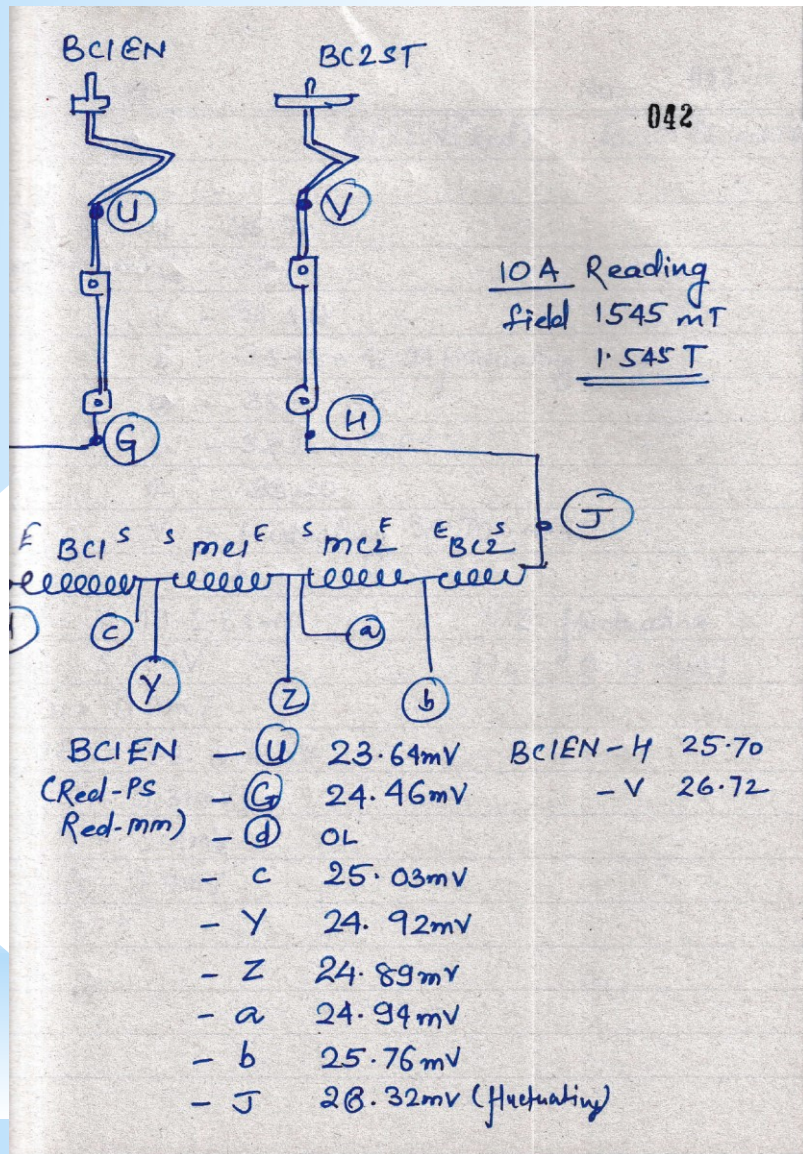 BC1EN BC2ST
042
U V
10A Reading
field 1545 mT
1.545 T
H
G
J
E BC1 S S mc1 E S mc2 E E BC2 S
c a
Y Z b
BC1EN - U 23.64mV BC1EN - H 25.70
(Red-PS - G 24.46mV - V 26.72
Red-mm) - d OL
- c 25.03mV
- Y 24.92mV
- Z 24.89mV
- a 24.94mV
- b 25.76mV
- J 28.32mV (fluctuating)